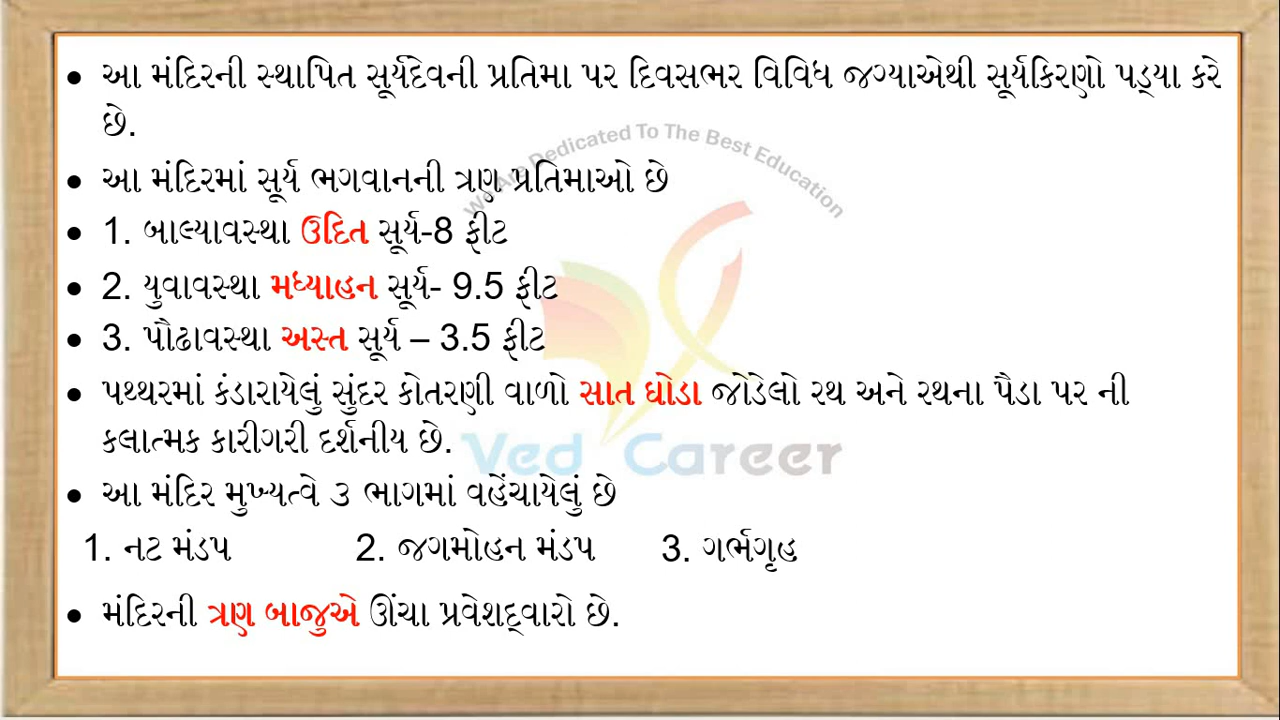 • આ મંદિરની સ્થાપિત સૂર્યદેવની પ્રતિમા પર દિવસભર વિવિધ જગ્યાએથી સૂર્યકિરણો પડ્યા કરે
છે.
We Are Dedicated To The Best Education
• આ મંદિરમાં સૂર્ય ભગવાનની ત્રણ પ્રતિમાઓ છે
• 1. બાલ્યાવસ્થા ઉદિત સૂર્ય-8 ફીટ
• 2. યુવાવસ્થા મધ્યાહન સૂર્ય- 9.5 ફીટ
• 3. પૌઢાવસ્થા અસ્ત સૂર્ય – 3.5 ફીટ
• પથ્થરમાં કંડારાયેલું સુંદર કોતરણી વાળો સાત ઘોડા જોડેલો રથ અને રથના પૈડા પર ની
કલાત્મક કારીગરી દર્શનીય છે.
Ved Career
• આ મંદિર મુખ્યત્વે ૩ ભાગમાં વહેંચાયેલું છે
1. નટ મંડપ 2. જગમોહન મંડપ 3. ગર્ભગૃહ
• મંદિરની ત્રણ બાજુએ ઊંચા પ્રવેશદ્વારો છે.